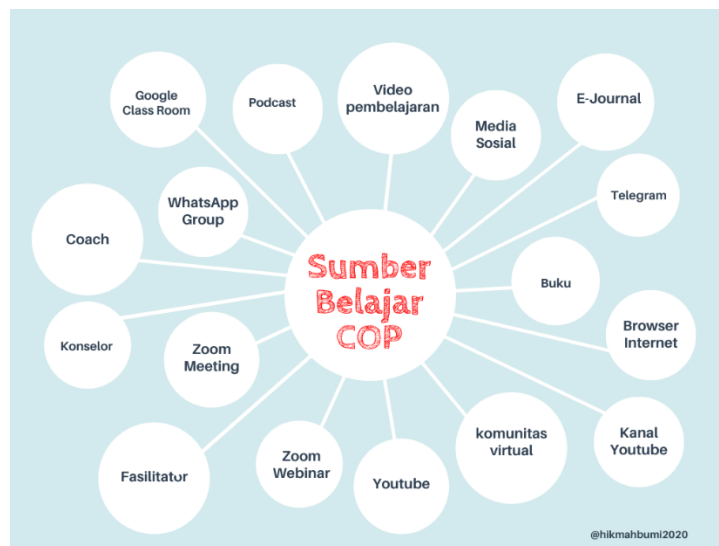 Google
Class Room
Podcast
Video
pembelajaran
Media
Sosial
E-Journal
WhatsApp
Group
Telegram
Coach
Sumber
Belajar
COP
Buku
Konselor
Zoom
Meeting
Browser
Internet
Fasilitator
Zoom
Webinar
Youtube
komunitas
virtual
Kanal
Youtube
@hikmahbumi2020